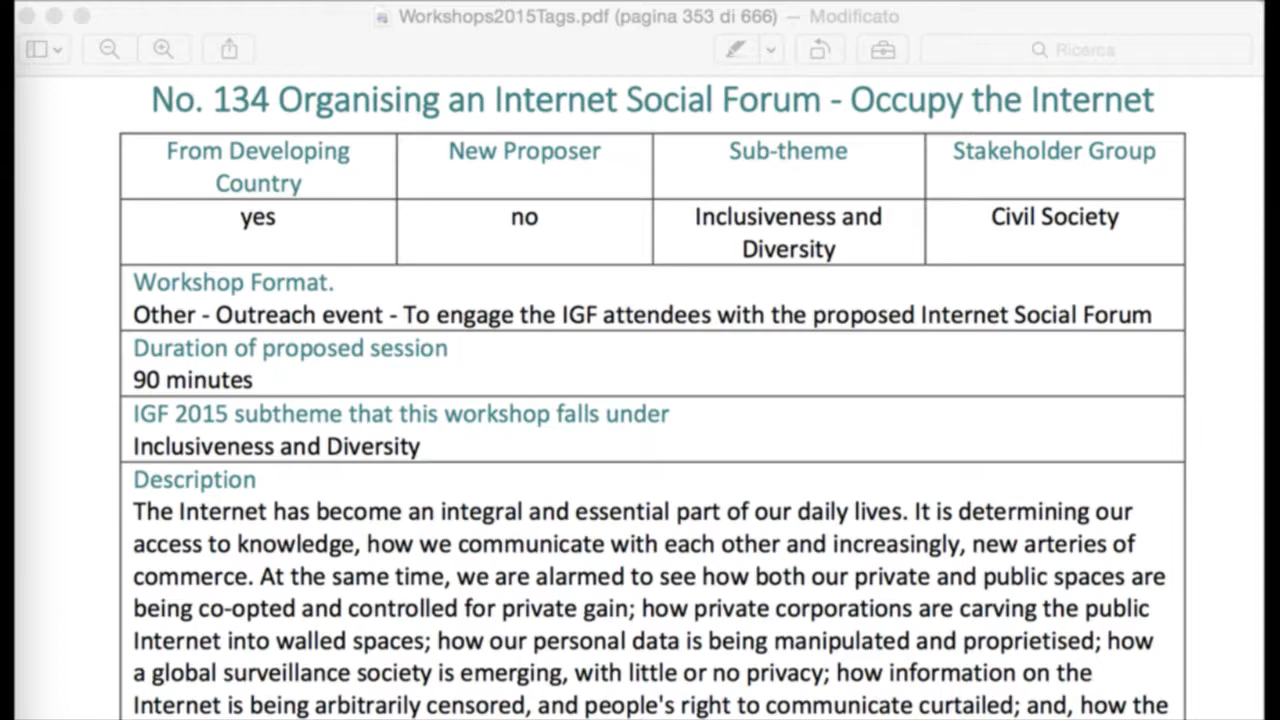 Workshops2015Tags.pdf (pagina 353 di 666) — Modificato
Ricerca
No. 134 Organising an Internet Social Forum - Occupy the Internet
From Developing Country
New Proposer
Sub-theme
Stakeholder Group
yes
no
Inclusiveness and Diversity
Civil Society
Workshop Format.
Other - Outreach event - To engage the IGF attendees with the proposed Internet Social Forum
Duration of proposed session
90 minutes
IGF 2015 subtheme that this workshop falls under
Inclusiveness and Diversity
Description
The Internet has become an integral and essential part of our daily lives. It is determining our
access to knowledge, how we communicate with each other and increasingly, new arteries of
commerce. At the same time, we are alarmed to see how both our private and public spaces are
being co-opted and controlled for private gain; how private corporations are carving the public
Internet into walled spaces; how our personal data is being manipulated and proprietised; how
a global surveillance society is emerging, with little or no privacy; how information on the
Internet is being arbitrarily censored, and people's right to communicate curtailed; and, how the